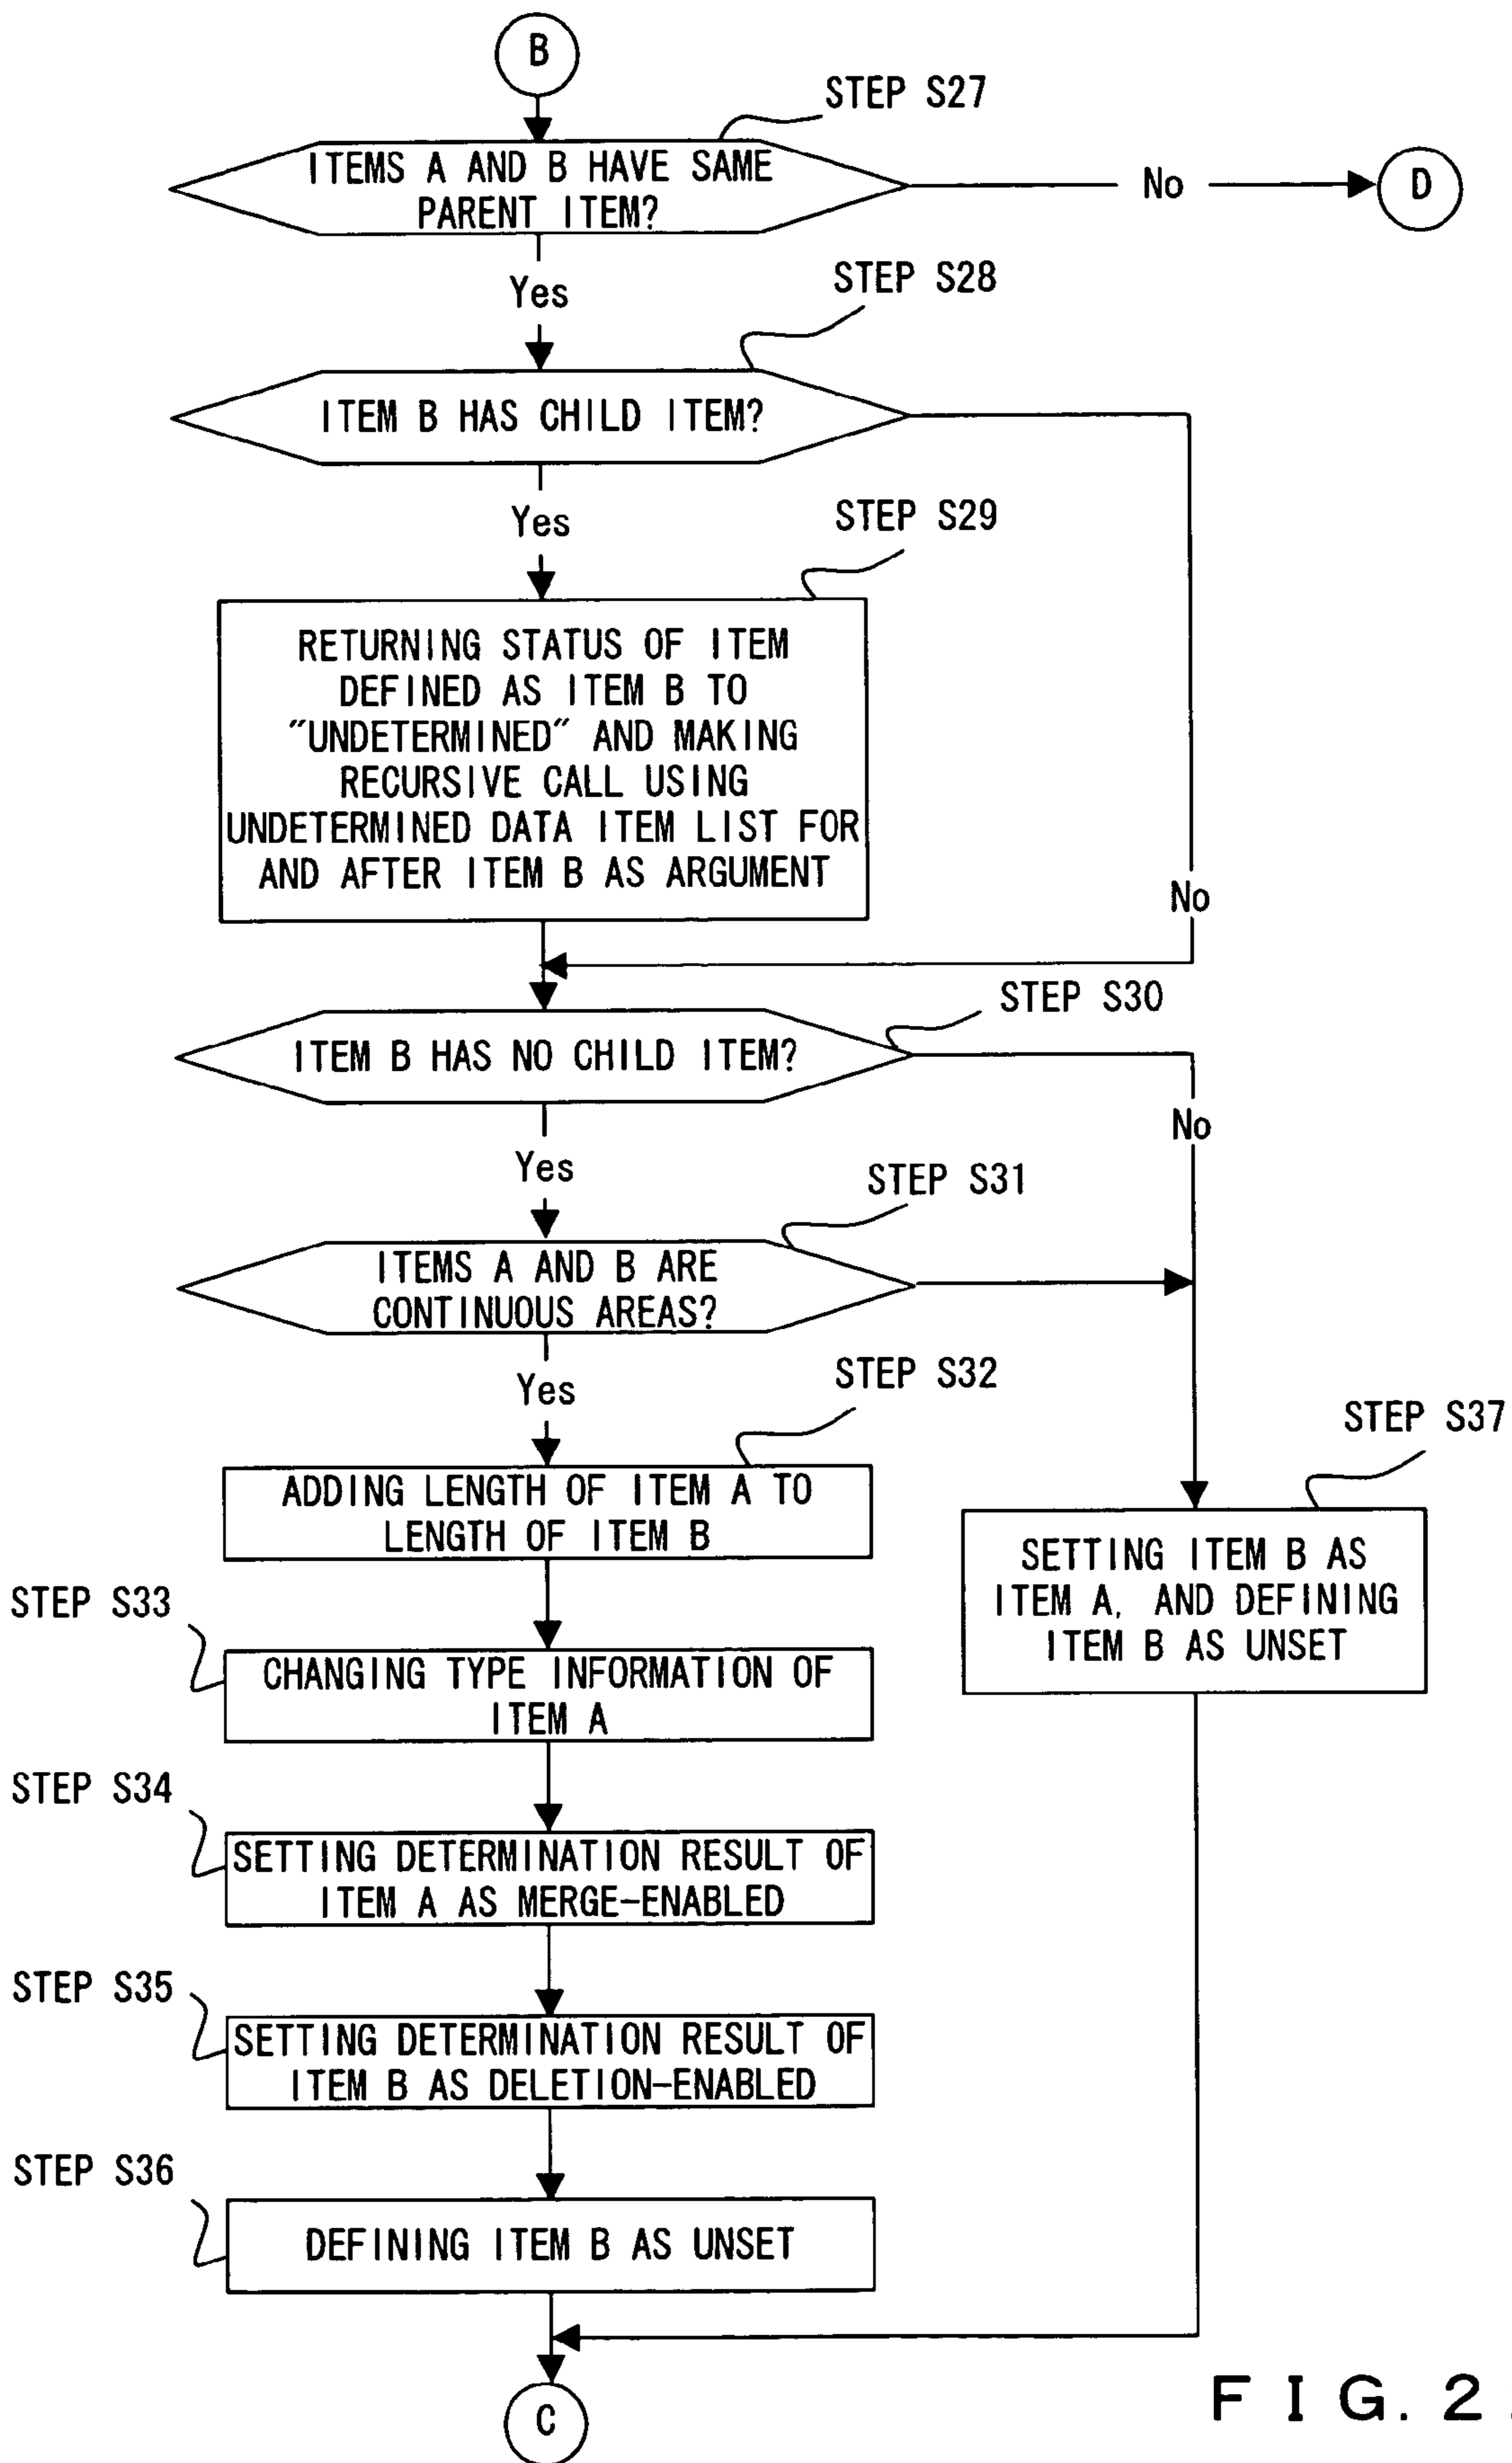 B
STEP S27
ITEMS A AND B HAVE SAME
PARENT ITEM?
No
D
Yes
STEP S28
ITEM B HAS CHILD ITEM?
Yes
STEP S29
RETURNING STATUS OF ITEM
DEFINED AS ITEM B TO
"UNDETERMINED" AND MAKING
RECURSIVE CALL USING
UNDETERMINED DATA ITEM LIST FOR
AND AFTER ITEM B AS ARGUMENT
No
STEP S30
ITEM B HAS NO CHILD ITEM?
No
Yes
STEP S31
ITEMS A AND B ARE
CONTINUOUS AREAS?
Yes
STEP S32
STEP S37
ADDING LENGTH OF ITEM A TO
LENGTH OF ITEM B
SETTING ITEM B AS
ITEM A, AND DEFINING
ITEM B AS UNSET
STEP S33
CHANGING TYPE INFORMATION OF
ITEM A
STEP S34
SETTING DETERMINATION RESULT OF
ITEM A AS MERGE-ENABLED
STEP S35
SETTING DETERMINATION RESULT OF
ITEM B AS DELETION-ENABLED
STEP S36
DEFINING ITEM B AS UNSET
C
FIG. 2.